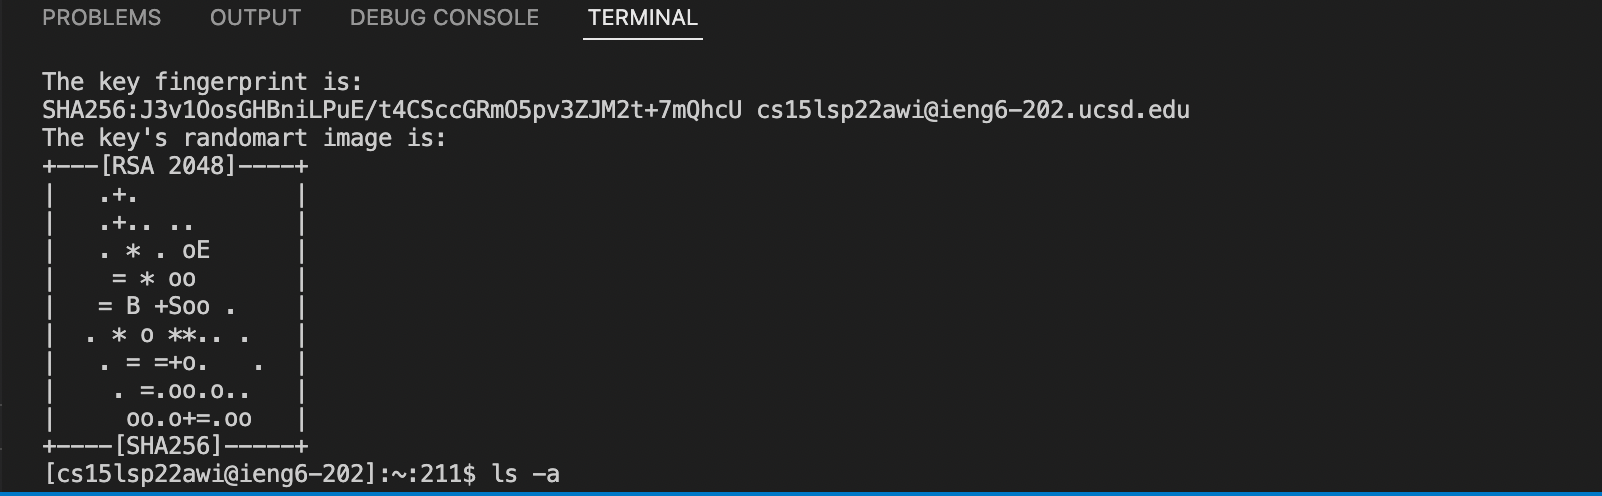 PROBLEMS OUTPUT DEBUG CONSOLE TERMINAL
The key fingerprint is:
SHA256:J3v1OosGHBniLPuE/t4CSccGRmO5pv3ZJM2t+7mQhcU cs15lsp22awi@ieng6-202.ucsd.edu
The key's randomart image is:
+---[RSA 2048]----+
|   .+.           |
|   .+.. ..       |
|   . * . oE      |
|    = * oo       |
|   = B +Soo .    |
|  . * o **.. .   |
|   . = =+o.   .  |
|    . =.oo.o..   |
|     oo.o+=.oo   |
+----[SHA256]-----+
[cs15lsp22awi@ieng6-202]:~:211$ ls -a